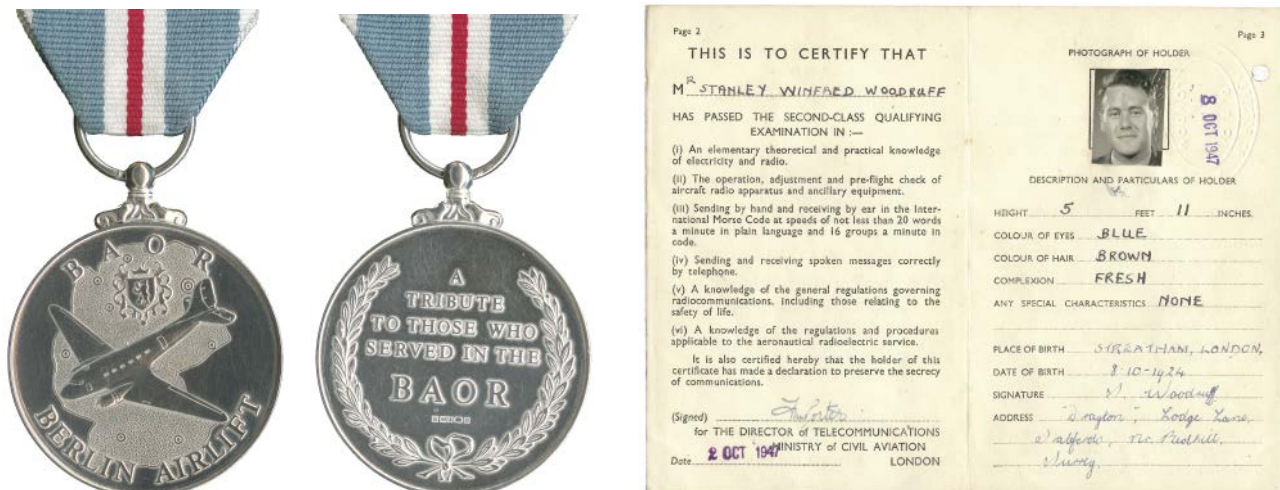 BAOR
BERLIN AIRLIFT
A
TRIBUTE
TO THOSE WHO
SERVED IN THE
BAOR
Page 2
THIS IS TO CERTIFY THAT
MR STANLEY WINFRED WOODRUFF
HAS PASSED THE SECOND-CLASS QUALIFYING
EXAMINATION IN :—
(i) An elementary theoretical and practical knowledge
of electricity and radio.
(ii) The operation, adjustment and pre-flight check of
aircraft radio apparatus and ancillary equipment.
(iii) Sending by hand and receiving by ear in the Inter-
national Morse Code at speeds of not less than 20 words
a minute in plain language and 16 groups a minute in
code.
(iv) Sending and receiving spoken messages correctly
by telephone.
(v) A knowledge of the general regulations governing
radiocommunications, including those relating to the
safety of life.
(vi) A knowledge of the regulations and procedures
applicable to the aeronautical radioelectric service.
It is also certified hereby that the holder of this
certificate has made a declaration to preserve the secrecy
of communications.
(Signed)
for THE DIRECTOR of TELECOMMUNICATIONS
MINISTRY of CIVIL AVIATION
Date 2 OCT 1947 LONDON
Page 3
PHOTOGRAPH OF HOLDER
8 OCT 1947
DESCRIPTION AND PARTICULARS OF HOLDER
HEIGHT 5 FEET 11 INCHES.
COLOUR OF EYES BLUE
COLOUR OF HAIR BROWN
COMPLEXION FRESH
ANY SPECIAL CHARACTERISTICS NONE
PLACE OF BIRTH STREATHAM, LONDON,
DATE OF BIRTH 8-10-1924
SIGNATURE S. Woodruff
ADDRESS "Drayton", Lodge Lane,
Salfords, Nr. Redhill,
Surrey.